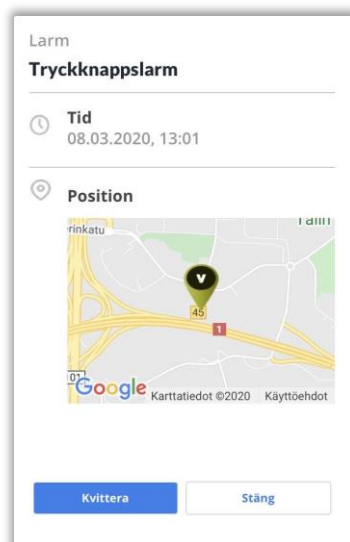 Larm
Tryckknappslarm
Tid
08.03.2020, 13:01
Position
rinkatu
V
45
1
Google
Karttatiedot ©2020 Käyttöehdot
Kvittera
Stäng